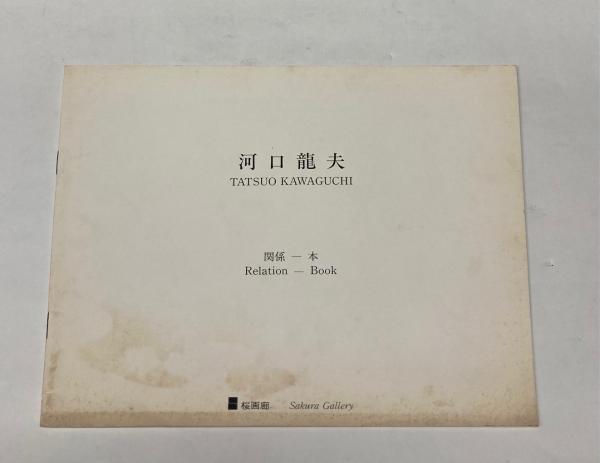 河口龍夫
TATSUO KAWAGUCHI
関係 — 本
Relation — Book
桜画廊 Sakura Gallery